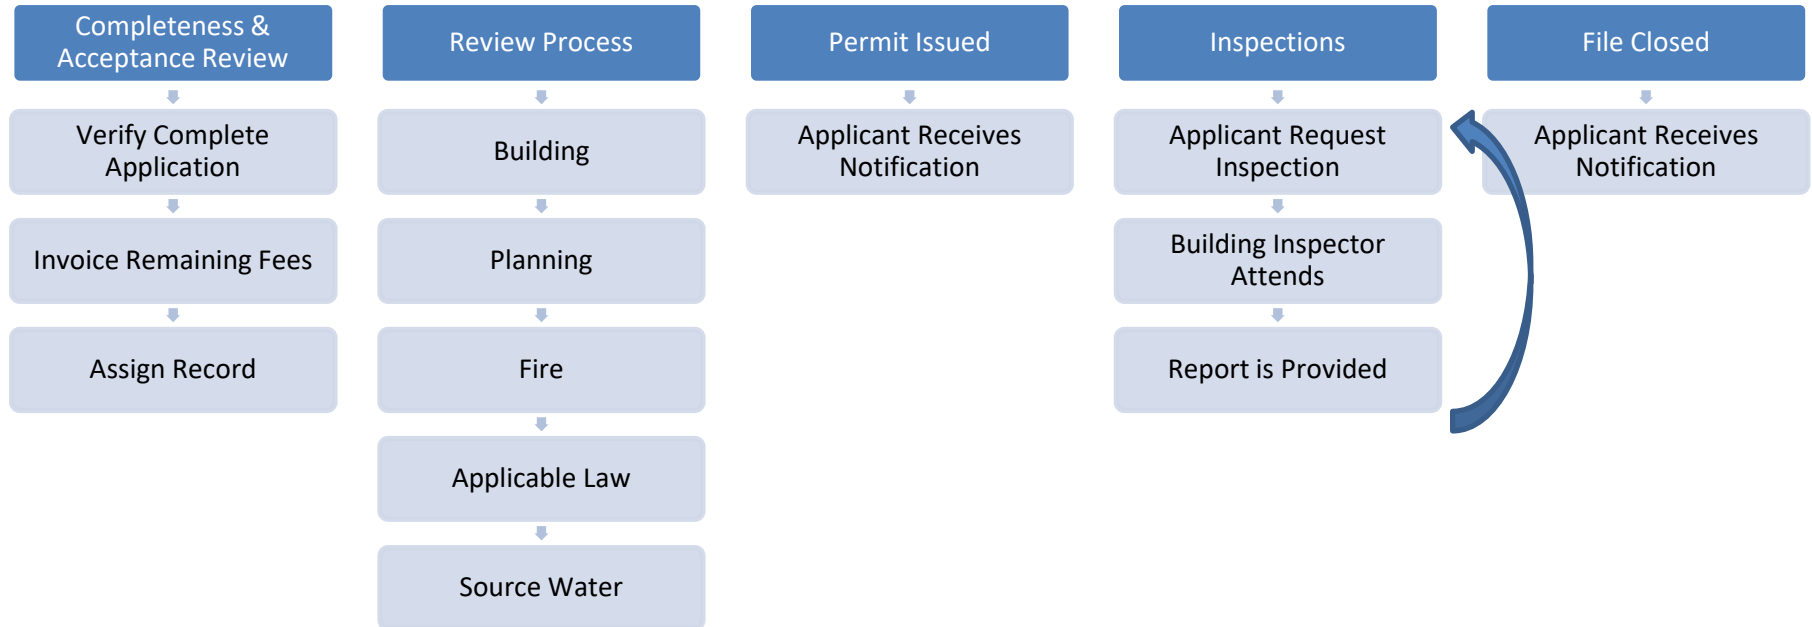 Completeness &
Acceptance Review
Verify Complete
Application
Invoice Remaining Fees
Assign Record
Review Process
Building
Planning
Fire
Applicable Law
Source Water
Permit Issued
Applicant Receives
Notification
Inspections
Applicant Request
Inspection
Building Inspector
Attends
Report is Provided
File Closed
Applicant Receives
Notification